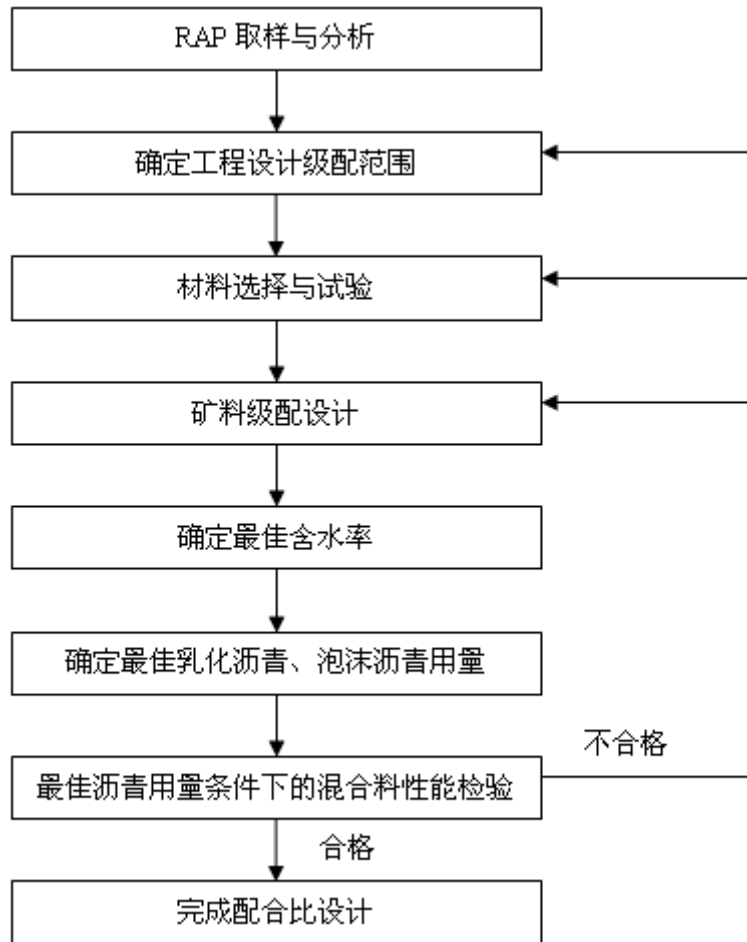 RAP 取样与分析
确定工程设计级配范围
材料选择与试验
矿料级配设计
确定最佳含水率
确定最佳乳化沥青、泡沫沥青用量
不合格
最佳沥青用量条件下的混合料性能检验
合格
完成配合比设计